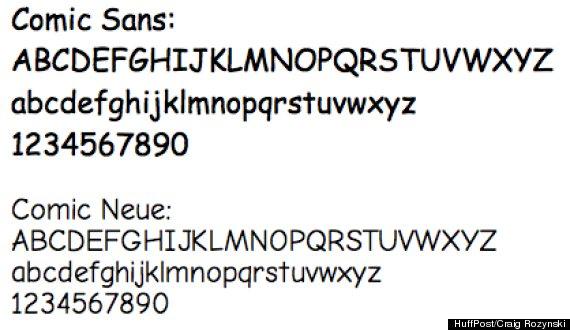 Comic Sans:
ABCDEFGHIJKLMNOPQRSTUVWXYZ
abcdefghijklmnopqrstuvwxyz
1234567890
Comic Neue:
ABCDEFGHIJKLMNOPQRSTUVWXYZ
abcdefghijklmnopqrstuvwxyz
1234567890
HuffPost/Craig Rozynski